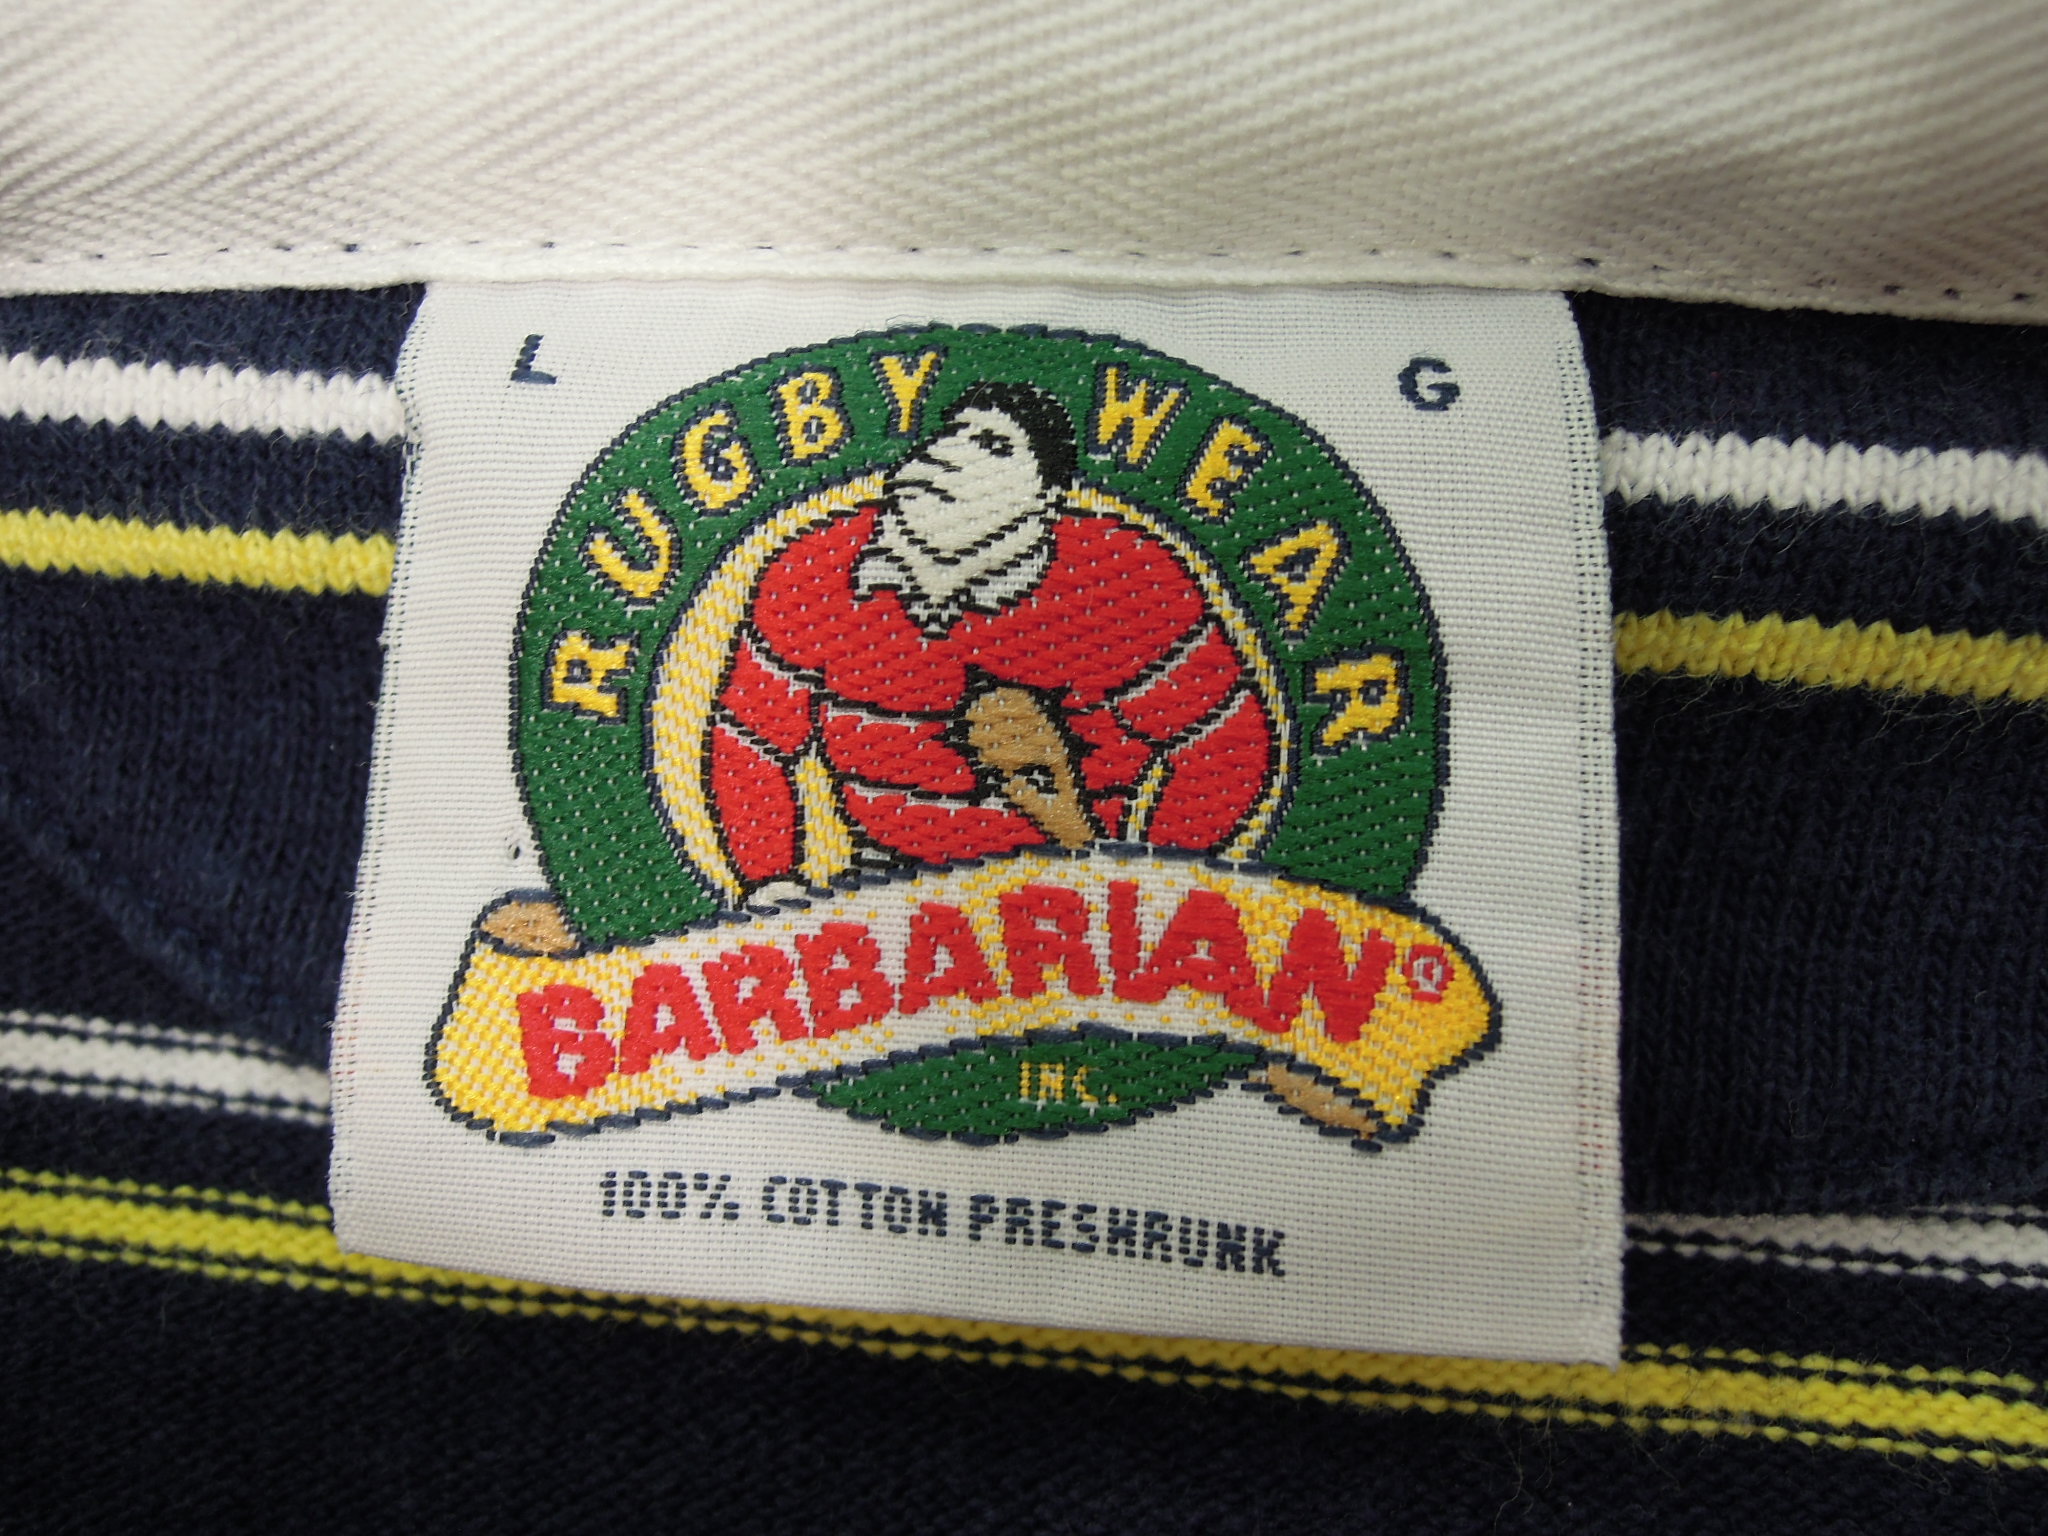 L G
RUGBY WEAR
BARBARIAN®
INC.
100% COTTON PRESHRUNK